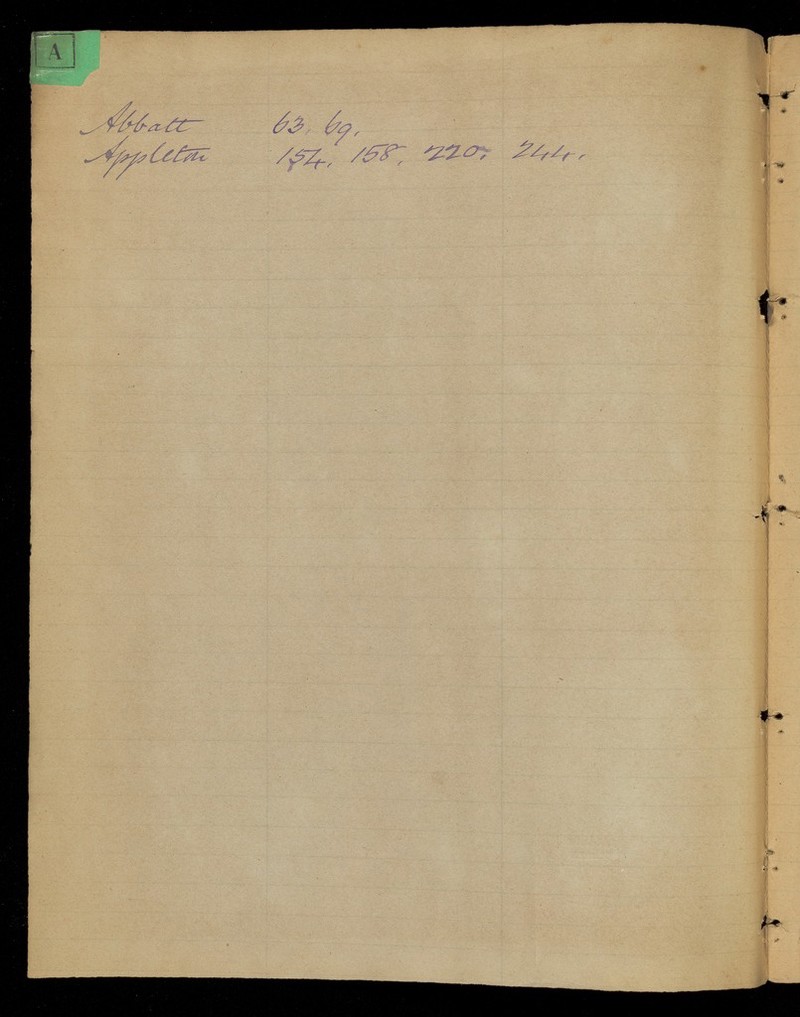 A
Abbatt 63. 69.
Appleton 154. 158. 220. 244.